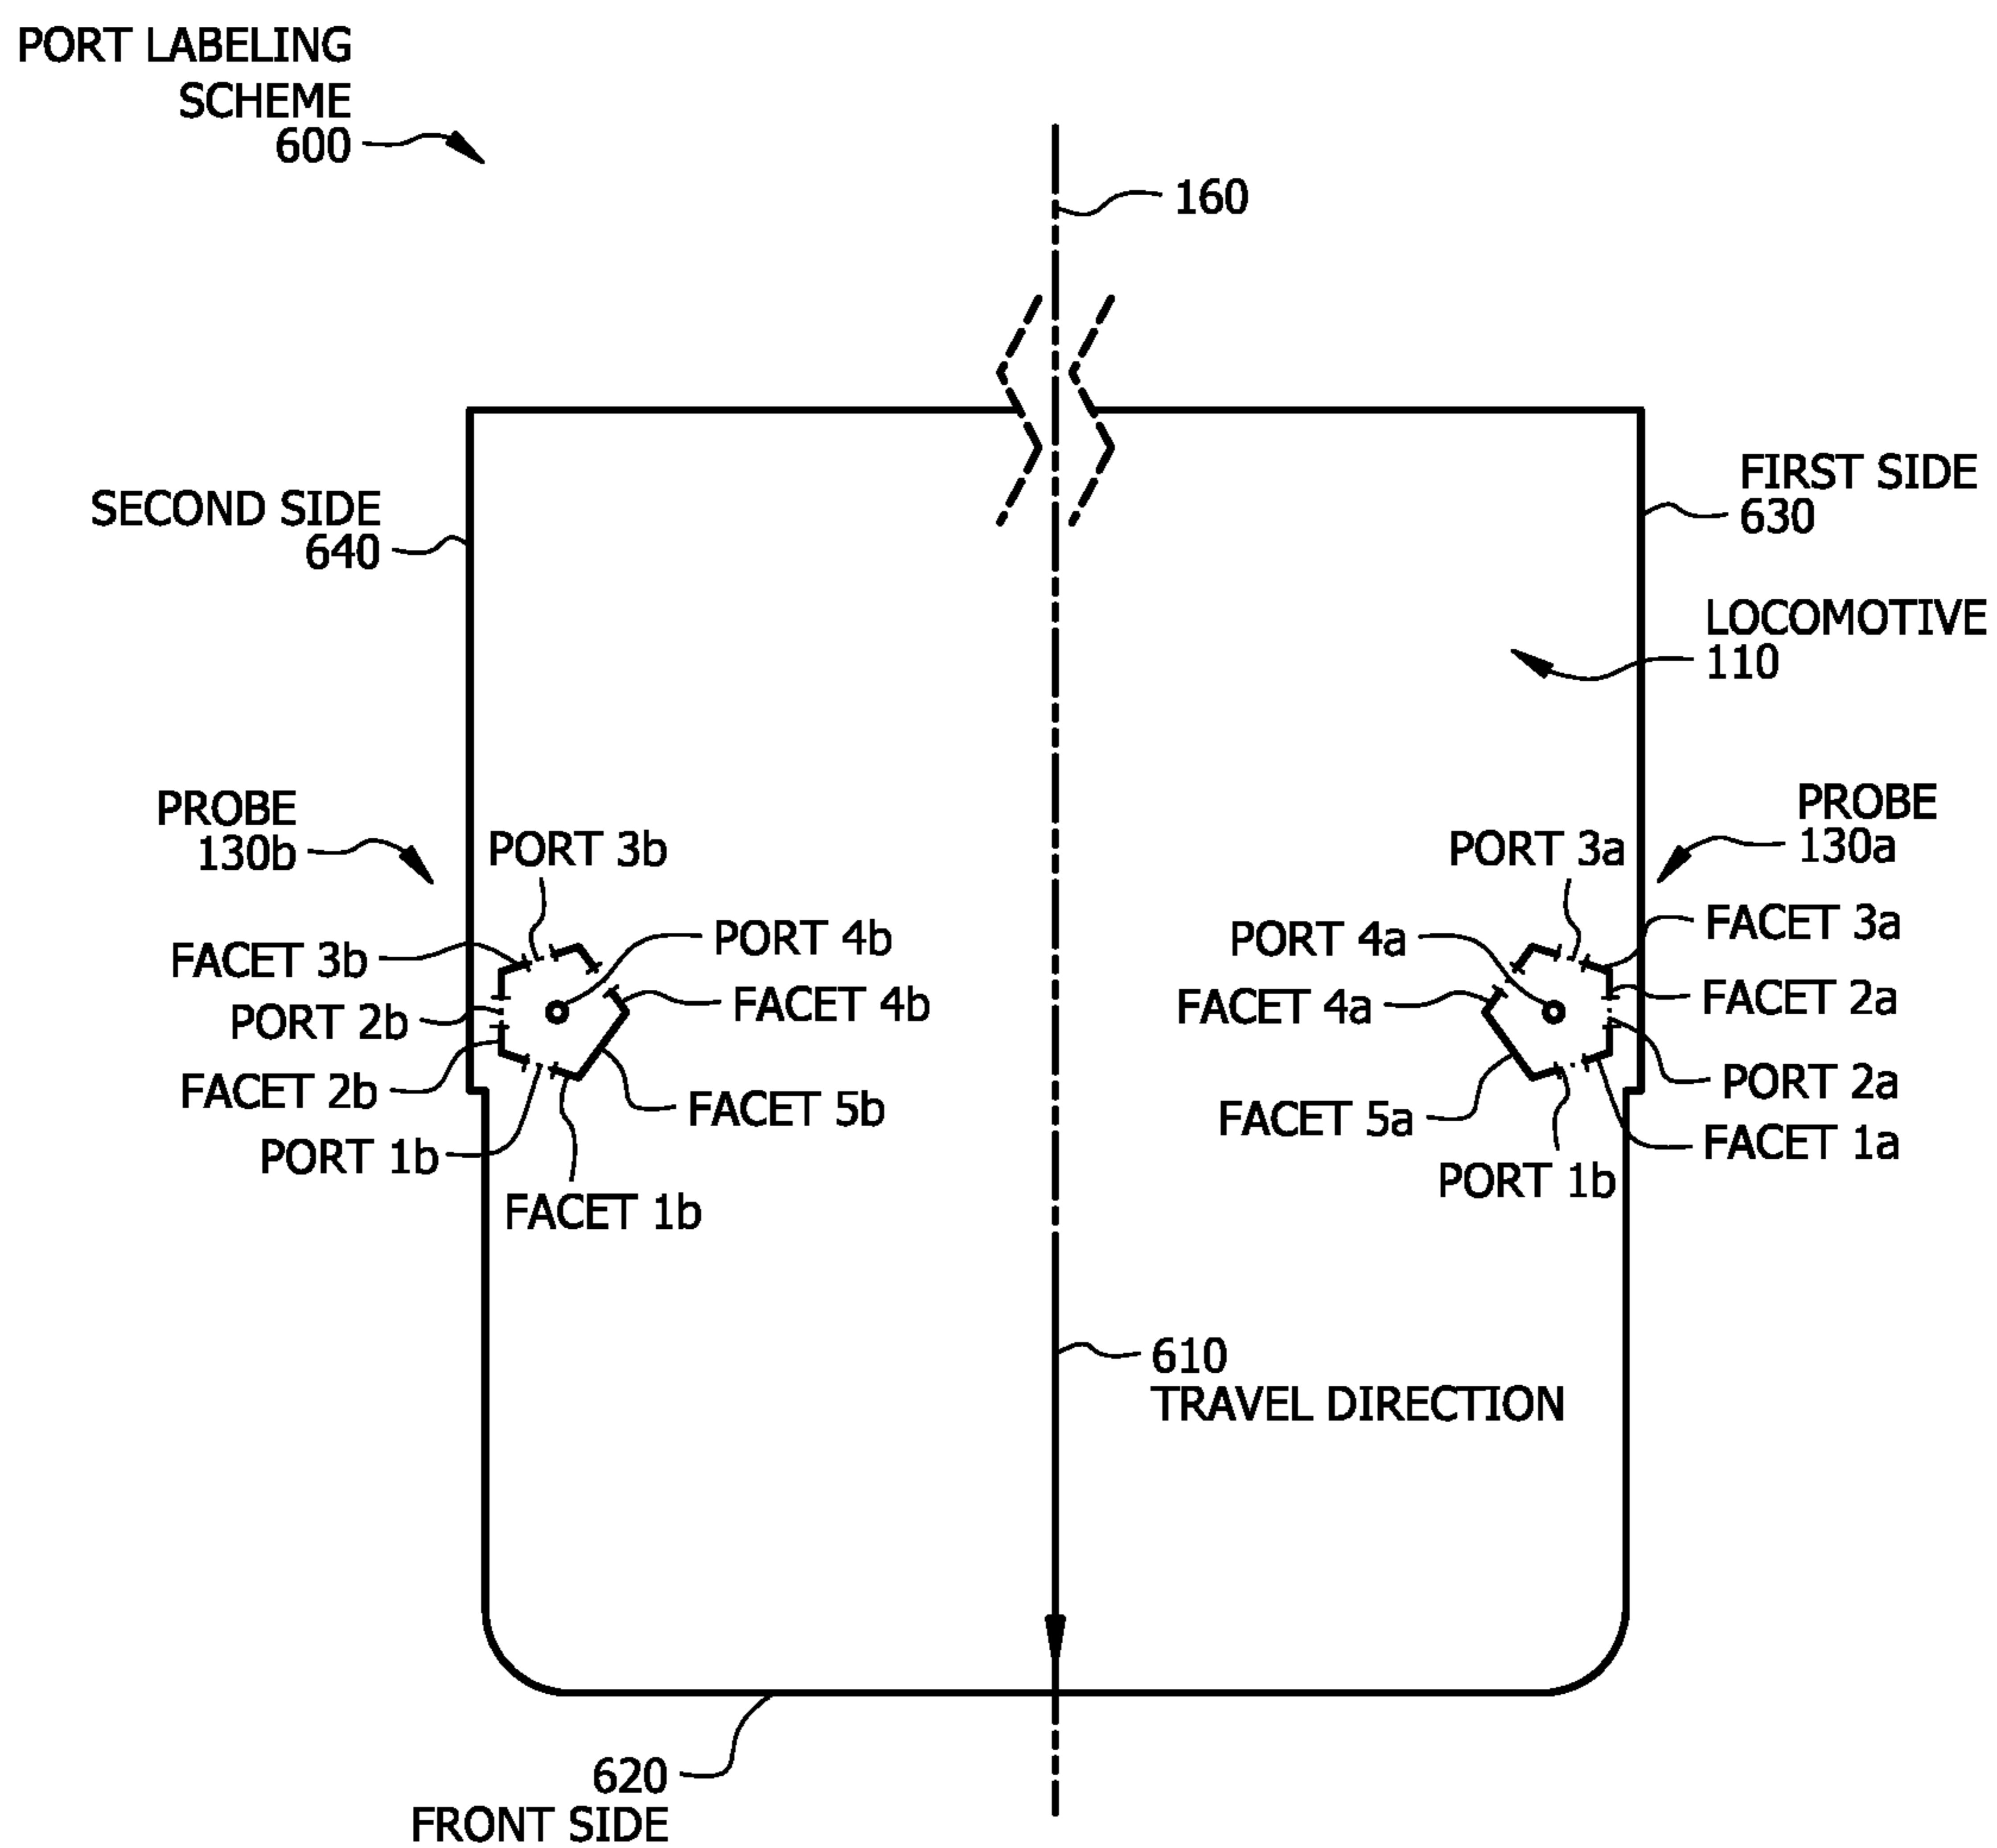 PORT LABELING
SCHEME
600
160
FIRST SIDE
630
SECOND SIDE
640
LOCOMOTIVE
110
PROBE
130b
PORT 3b
PORT 3a
PROBE
130a
FACET 3b
PORT 4b
PORT 4a
FACET 3a
PORT 2b
FACET 4b
FACET 4a
FACET 2a
FACET 2b
FACET 5b
FACET 5a
PORT 2a
PORT 1b
FACET 1b
PORT 1b
FACET 1a
610
TRAVEL DIRECTION
620
FRONT SIDE